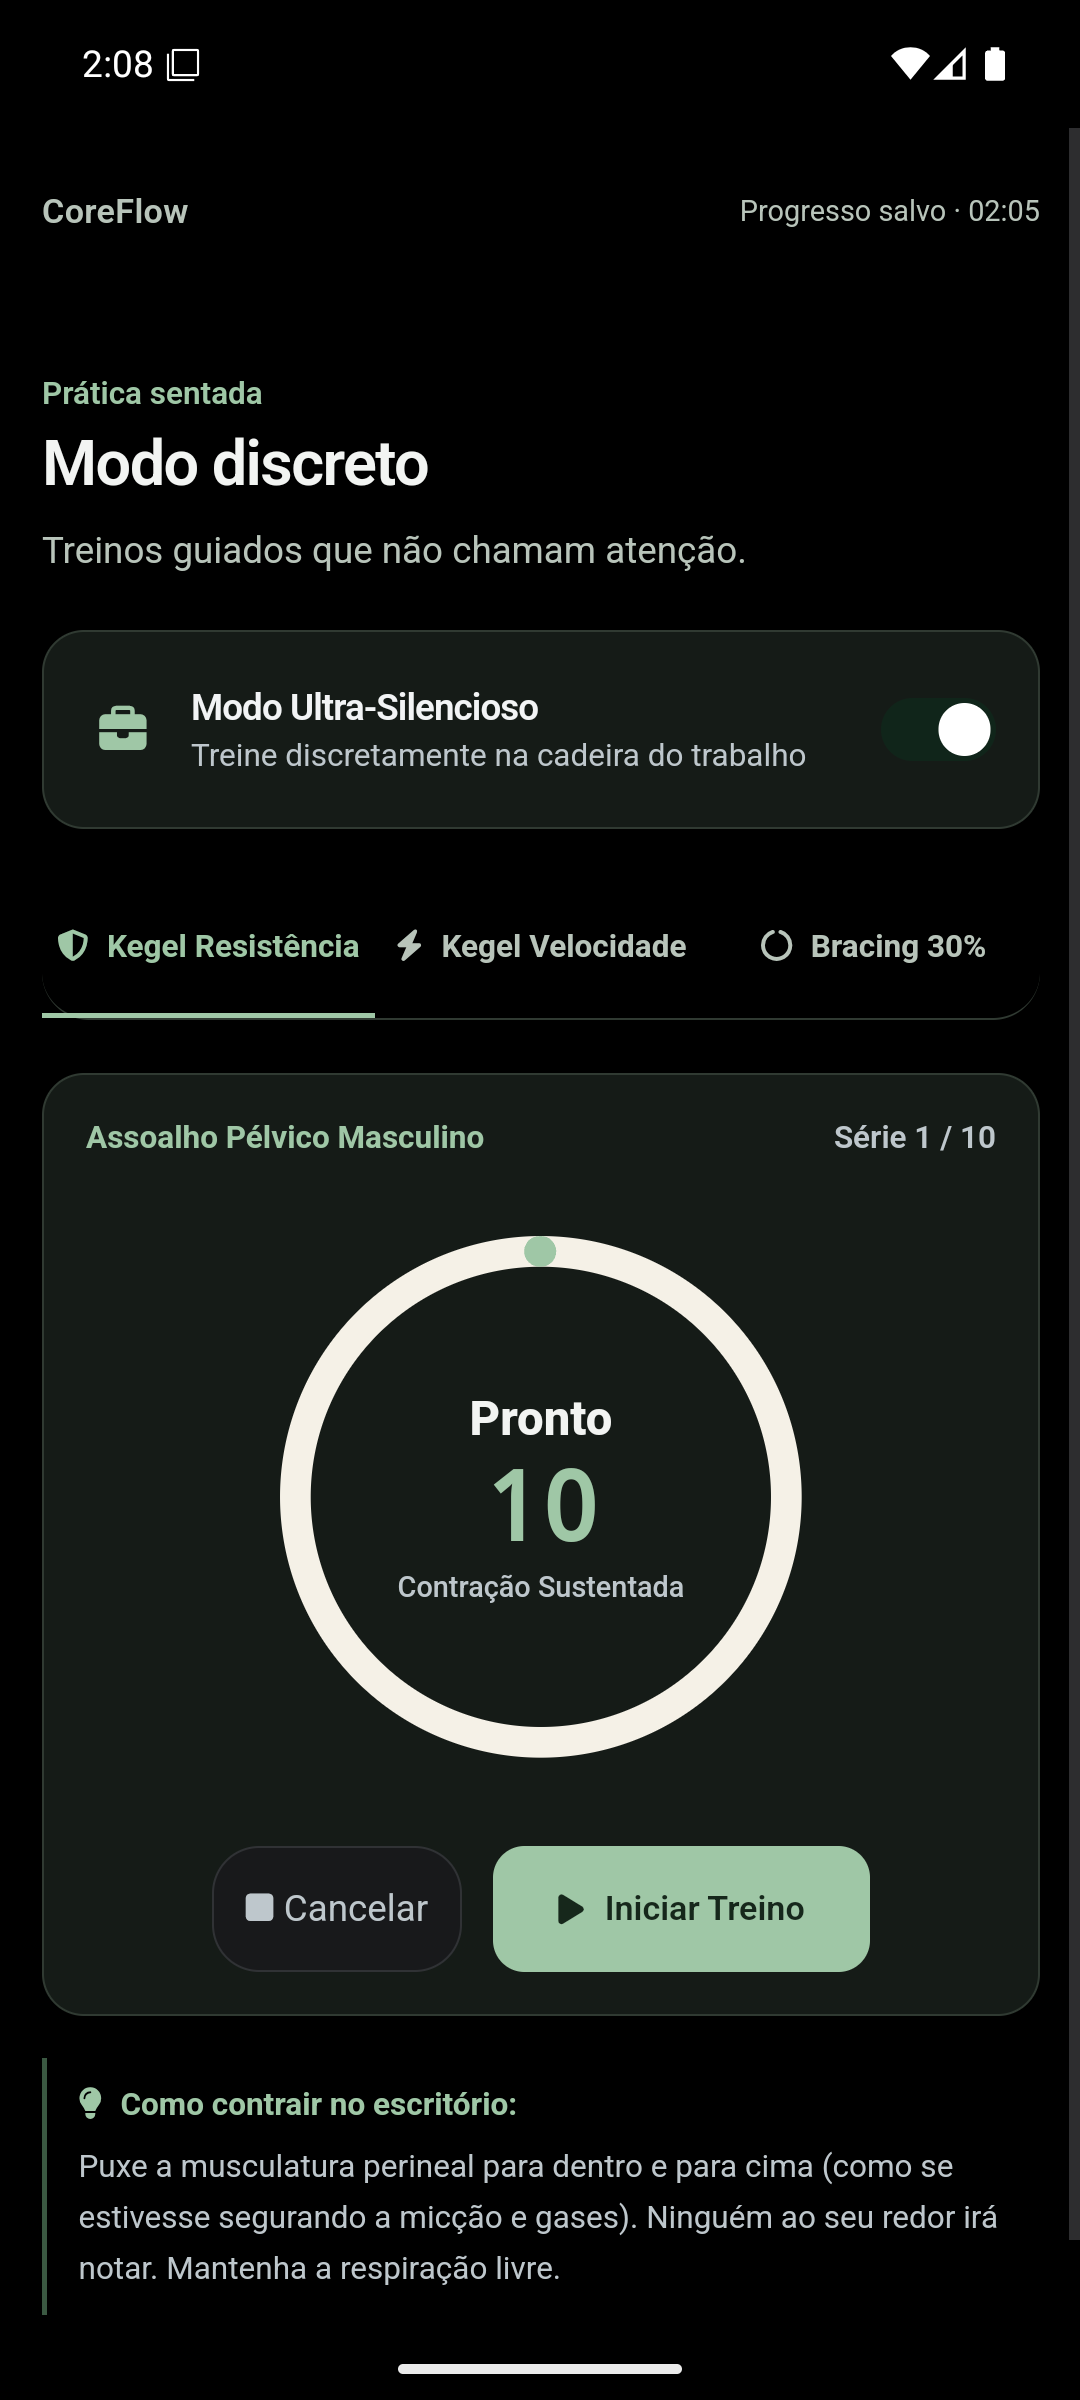 2:08
CoreFlow
Progresso salvo · 02:05
Prática sentada
Modo discreto
Treinos guiados que não chamam atenção.
Modo Ultra-Silencioso
Treine discretamente na cadeira do trabalho
Kegel Resistência
Kegel Velocidade
Bracing 30%
Assoalho Pélvico Masculino
Série 1 / 10
Pronto
10
Contração Sustentada
Cancelar
Iniciar Treino
Como contrair no escritório:
Puxe a musculatura perineal para dentro e para cima (como se
estivesse segurando a micção e gases). Ninguém ao seu redor irá
notar. Mantenha a respiração livre.